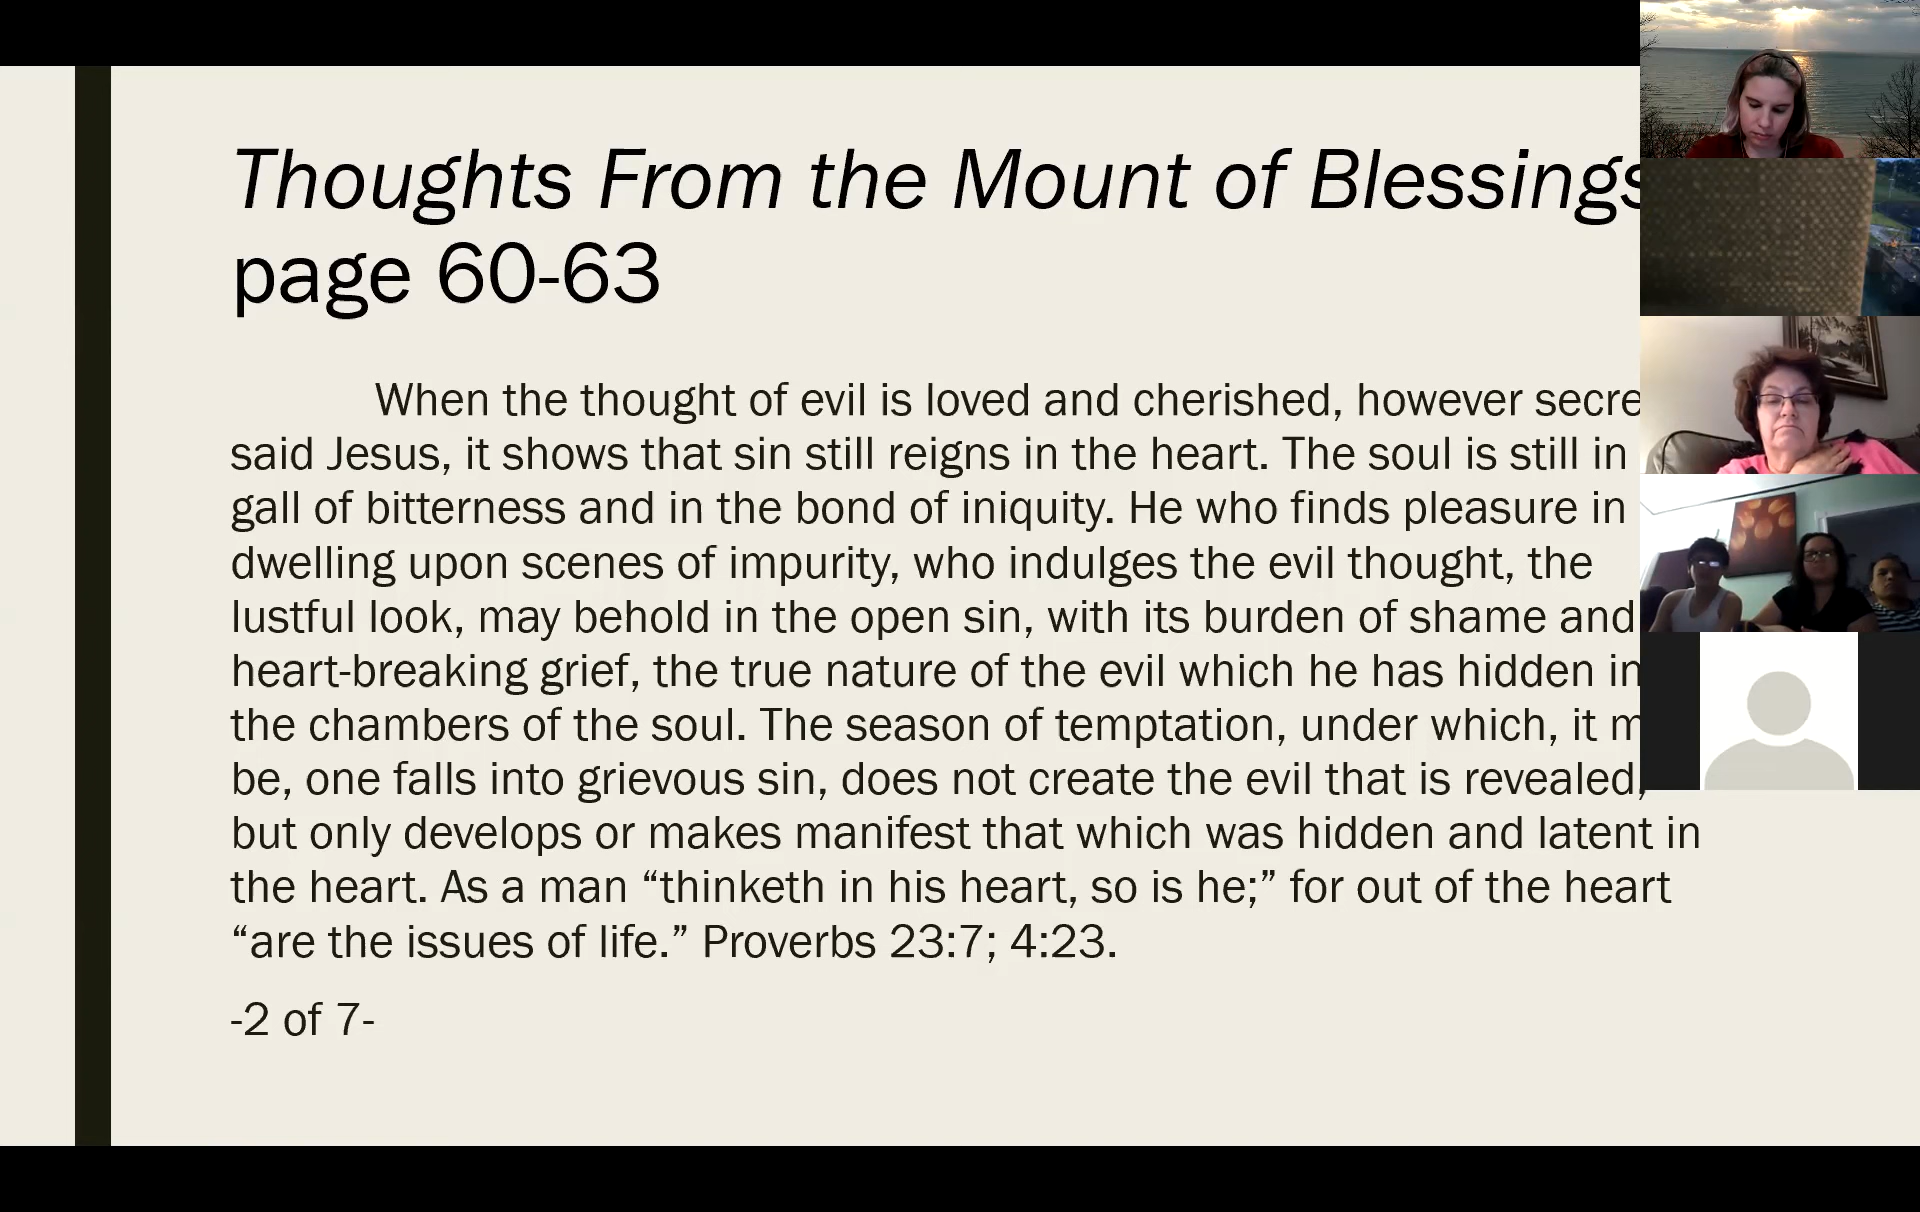 Thoughts From the Mount of Blessings
page 60-63
When the thought of evil is loved and cherished, however
said Jesus, it shows that sin still reigns in the heart. The soul is still in
gall of bitterness and in the bond of iniquity. He who finds pleasure in
dwelling upon scenes of impurity, who indulges the evil thought, the
lustful look, may behold in the open sin, with its burden of shame and
heart-breaking grief, the true nature of the evil which he has hidden in
the chambers of the soul. The season of temptation, under which, it
be, one falls into grievous sin, does not create the evil that is revealed,
but only develops or makes manifest that which was hidden and latent in
the heart. As a man “thinketh in his heart, so is he;” for out of the heart
“are the issues of life.” Proverbs 23:7; 4:23.
-2 of 7-